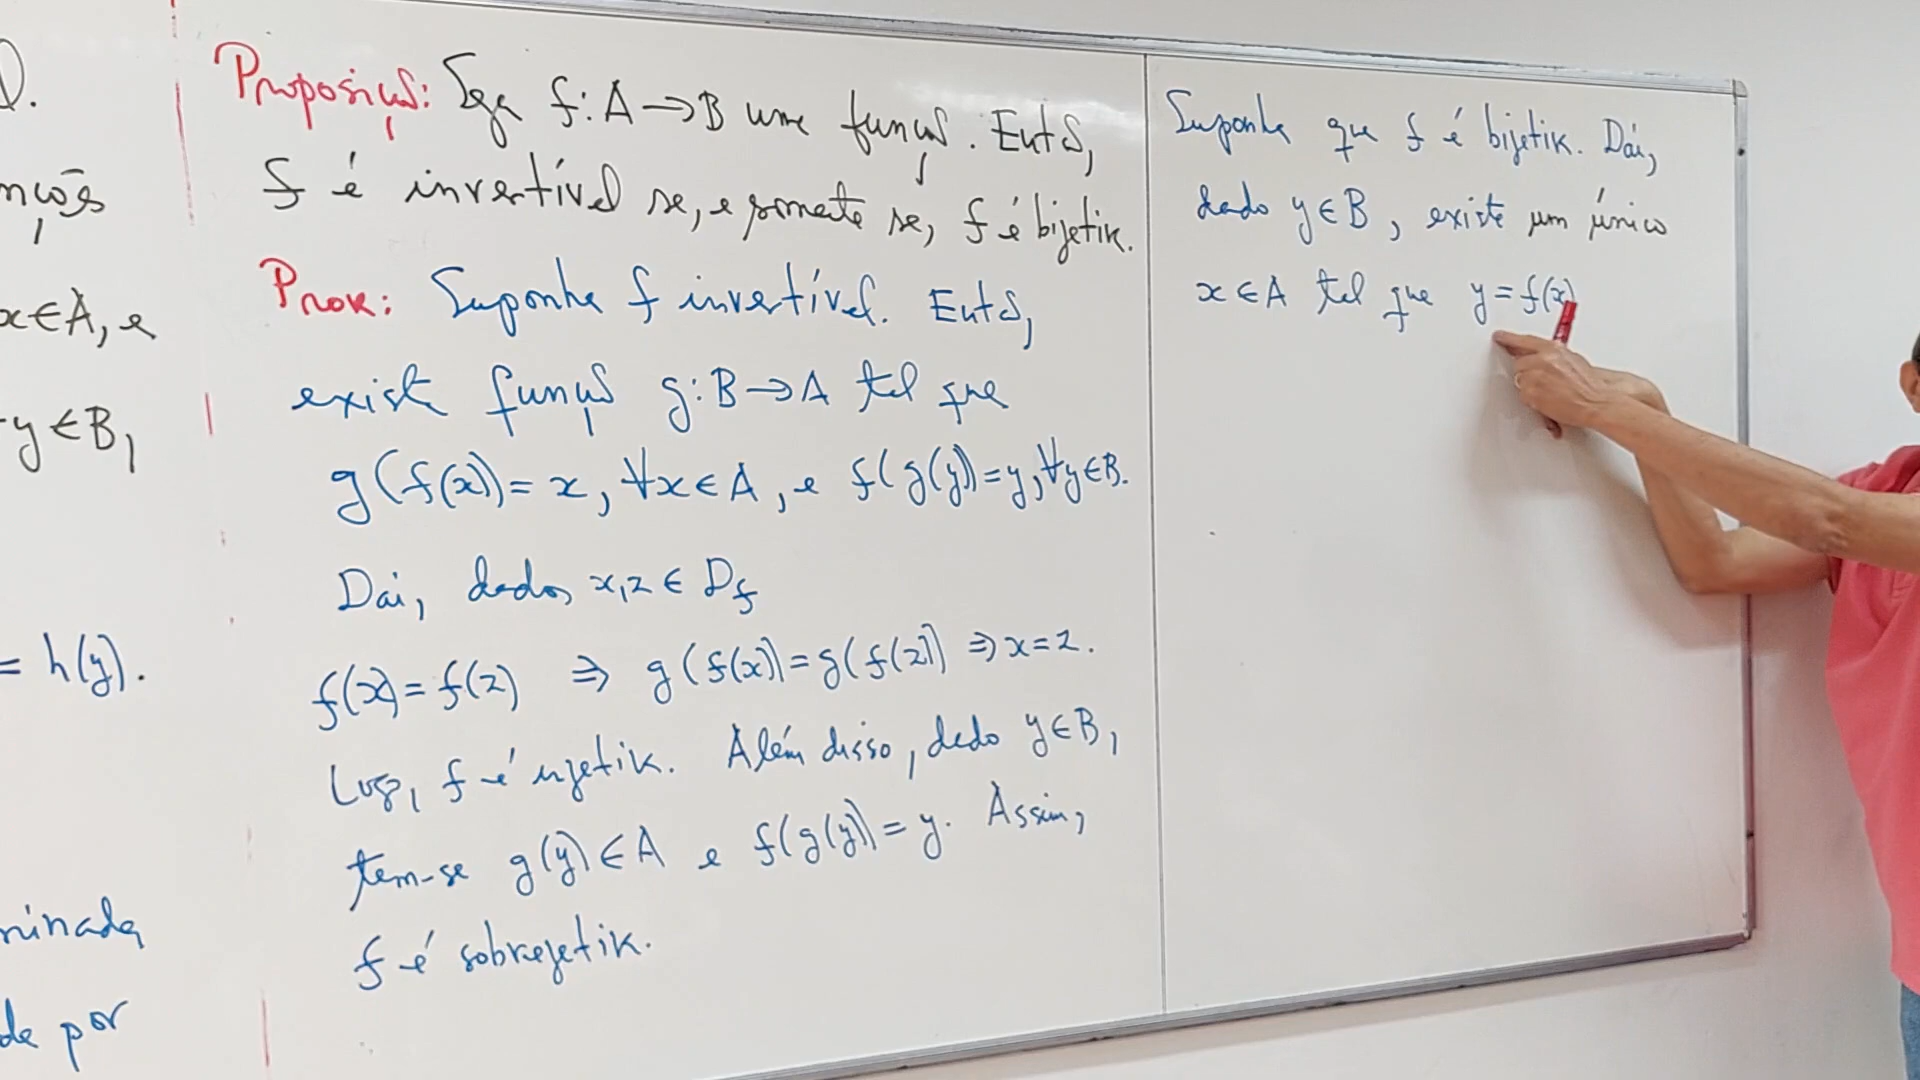 ).
nções
x∈A, e
y∈B,
= h(y).
minada
de por
Proposição: Seja f: A→B uma função. Então,
f é invertível se, e somente se, f é bijetiva.
Prova: Suponha f invertível. Então,
existe função g: B→A tal que
g(f(x))=x, ∀x∈A, e f(g(y))=y, ∀y∈B.
Daí, dados x,z ∈ D_f
f(x)=f(z) ⇒ g(f(x))=g(f(z)) ⇒ x=z.
Logo, f é injetiva. Além disso, dado y∈B,
tem-se g(y)∈A e f(g(y))=y. Assim,
f é sobrejetiva.
Suponha que f é bijetiva. Daí,
dado y∈B, existe um único
x∈A tal que y=f(x)